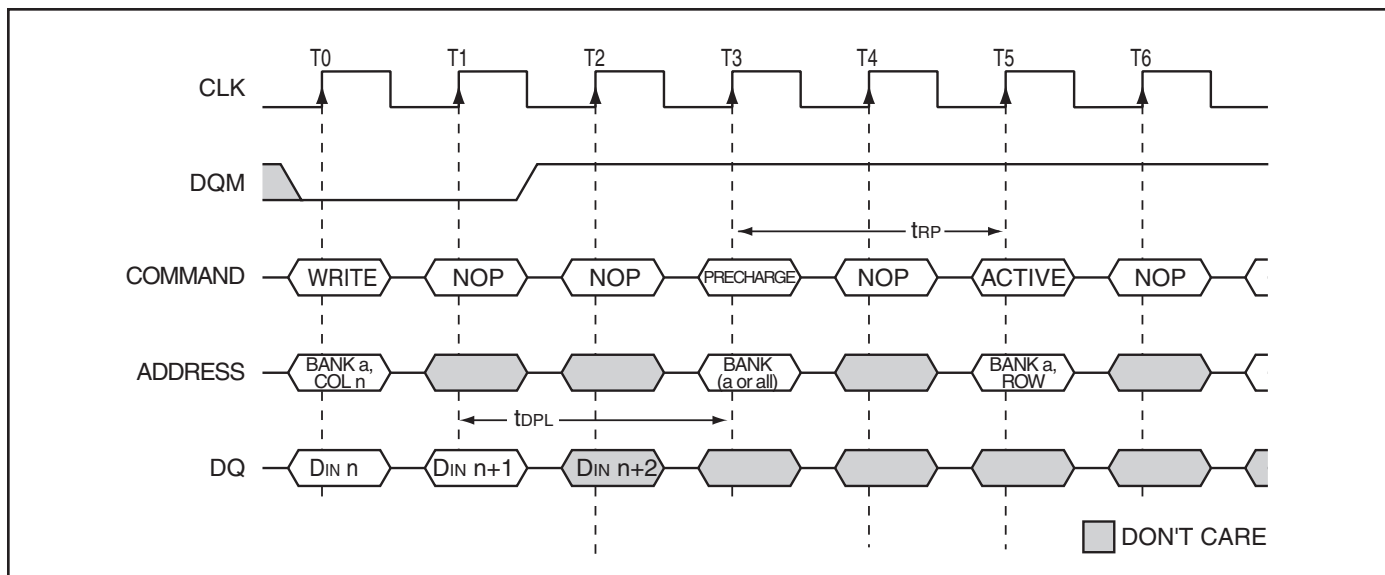 T0 T1 T2 T3 T4 T5 T6
CLK
DQM
tRP
COMMAND WRITE NOP NOP PRECHARGE NOP ACTIVE NOP
ADDRESS BANK a, COL n BANK (a or all) BANK a, ROW
tDPL
DQ DIN n DIN n+1 DIN n+2
DON'T CARE